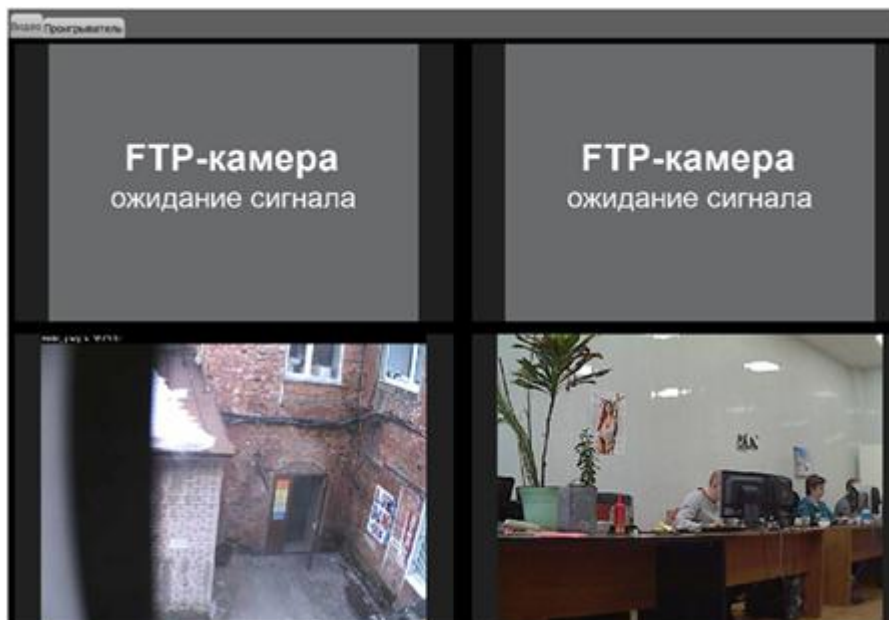 Видео Проигрыватель
FTP-камера
ожидание сигнала
FTP-камера
ожидание сигнала